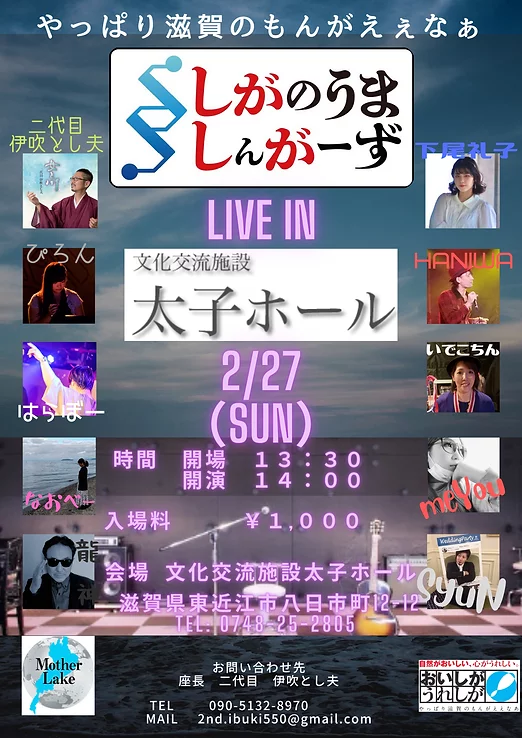 やっぱり滋賀のもんがええなぁ
しがのうま
しんがーず
二代目
伊吹とし夫
下尾礼子
LIVE IN
ぴろん
HANIWA
文化交流施設
太子ホール
はらぼー
いでこちん
2/27
(SUN)
なおべえ
meyou
時間 開場 13:30
開演 14:00
入場料 ¥1,000
龍
神
WeddingParty
SYUN
会場 文化交流施設太子ホール
滋賀県東近江市八日市町12-12
TEL. 0748-25-2805
Mother
Lake
お問い合わせ先
座長 二代目 伊吹とし夫
TEL 090-5132-8970
MAIL 2nd.ibuki550@gmail.com
自然がおいしい。心がうれしい。
おいしが
うれしが
やっぱり滋賀のもんがええなぁ